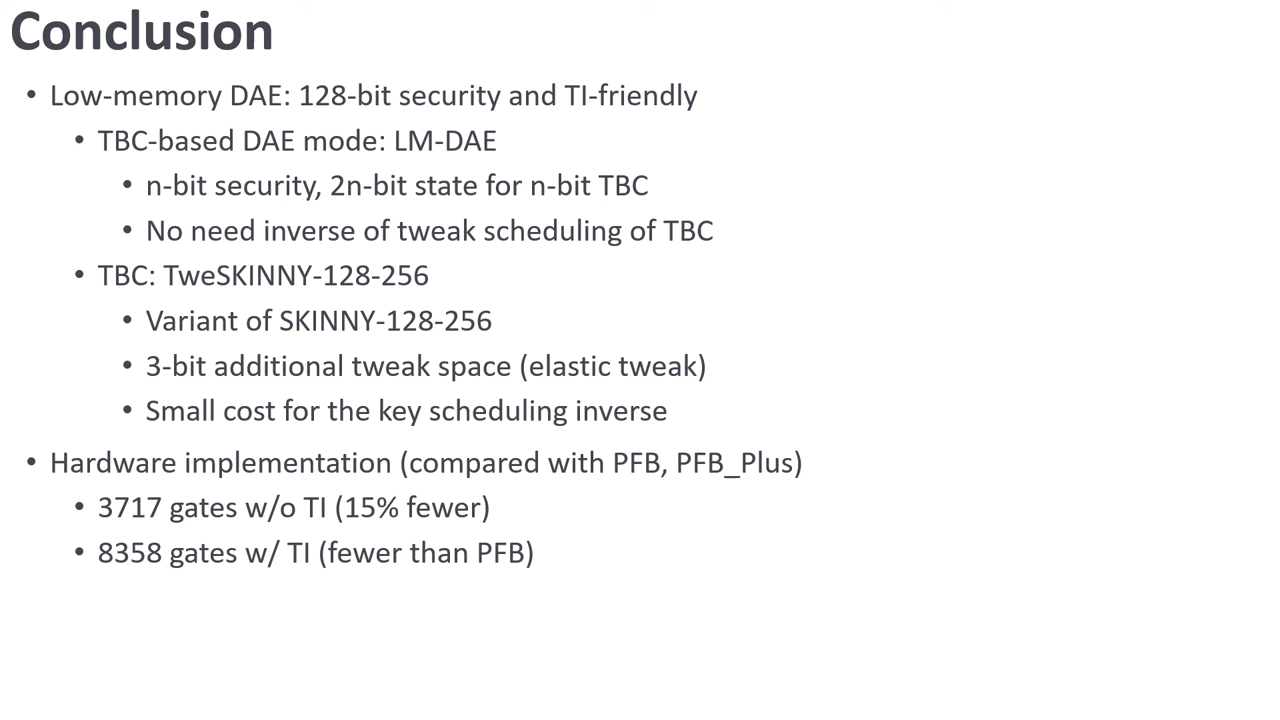 Conclusion
• Low-memory DAE: 128-bit security and TI-friendly
• TBC-based DAE mode: LM-DAE
• n-bit security, 2n-bit state for n-bit TBC
• No need inverse of tweak scheduling of TBC
• TBC: TweSKINNY-128-256
• Variant of SKINNY-128-256
• 3-bit additional tweak space (elastic tweak)
• Small cost for the key scheduling inverse
• Hardware implementation (compared with PFB, PFB_Plus)
• 3717 gates w/o TI (15% fewer)
• 8358 gates w/ TI (fewer than PFB)